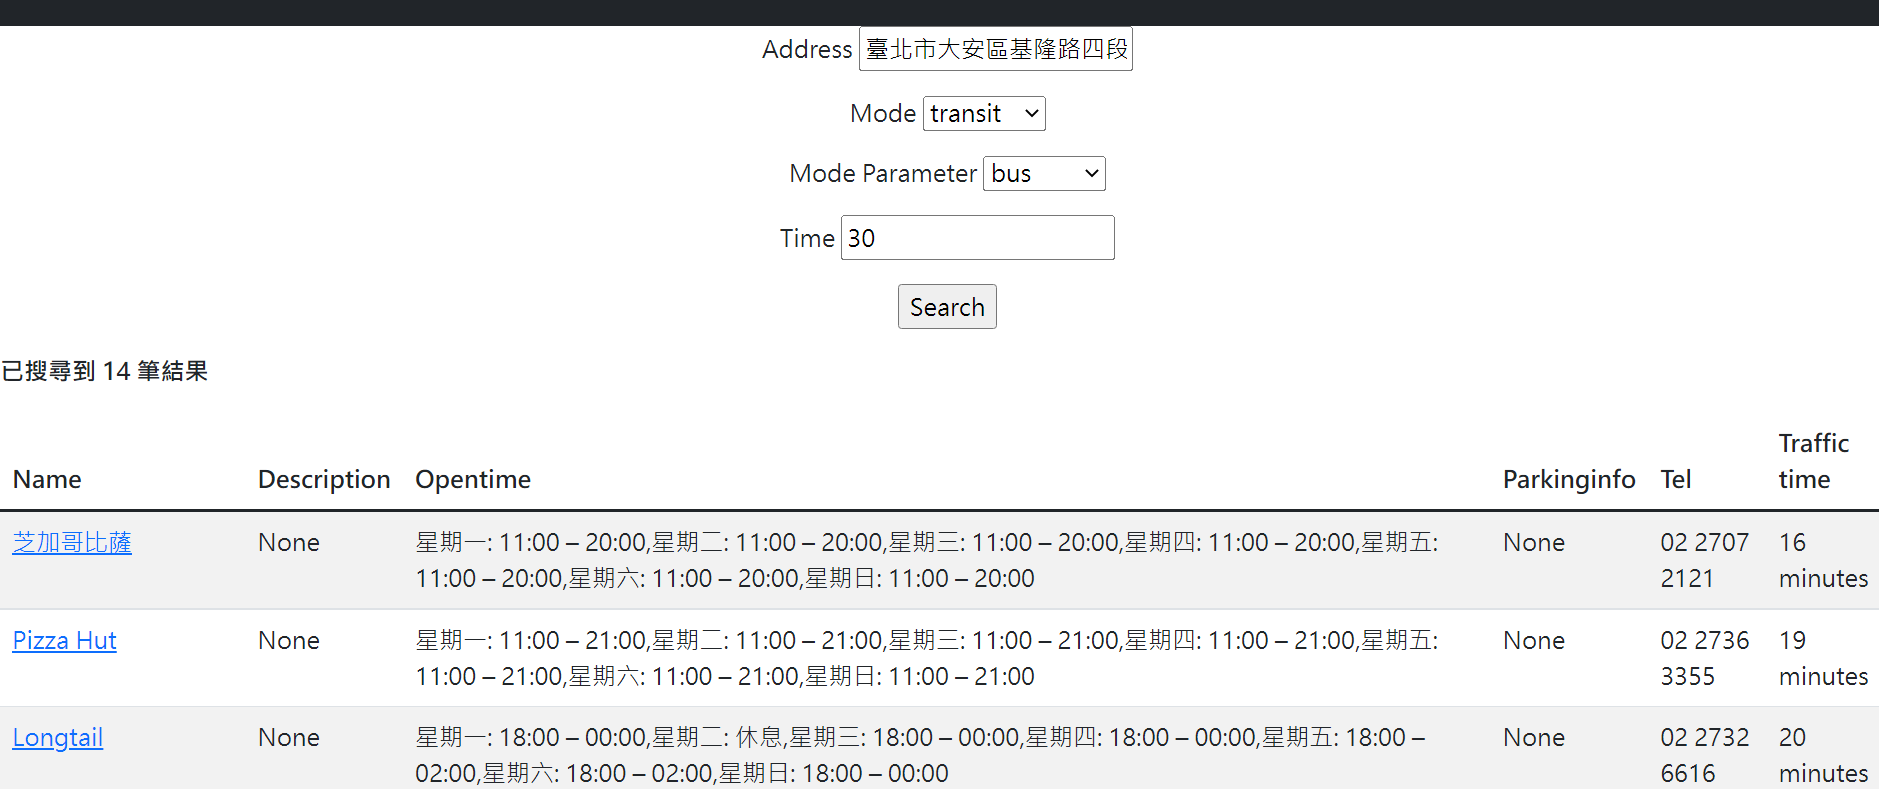 Address 臺北市大安區基隆路四段
Mode transit
Mode Parameter bus
Time 30
Search
已搜尋到 14 筆結果
Name Description Opentime Parkinginfo Tel Traffic time
芝加哥比薩 None 星期一: 11:00 – 20:00,星期二: 11:00 – 20:00,星期三: 11:00 – 20:00,星期四: 11:00 – 20:00,星期五: None 02 2707 16
11:00 – 20:00,星期六: 11:00 – 20:00,星期日: 11:00 – 20:00 2121 minutes
Pizza Hut None 星期一: 11:00 – 21:00,星期二: 11:00 – 21:00,星期三: 11:00 – 21:00,星期四: 11:00 – 21:00,星期五: None 02 2736 19
11:00 – 21:00,星期六: 11:00 – 21:00,星期日: 11:00 – 21:00 3355 minutes
Longtail None 星期一: 18:00 – 00:00,星期二: 休息,星期三: 18:00 – 00:00,星期四: 18:00 – 00:00,星期五: 18:00 – None 02 2732 20
02:00,星期六: 18:00 – 02:00,星期日: 18:00 – 00:00 6616 minutes